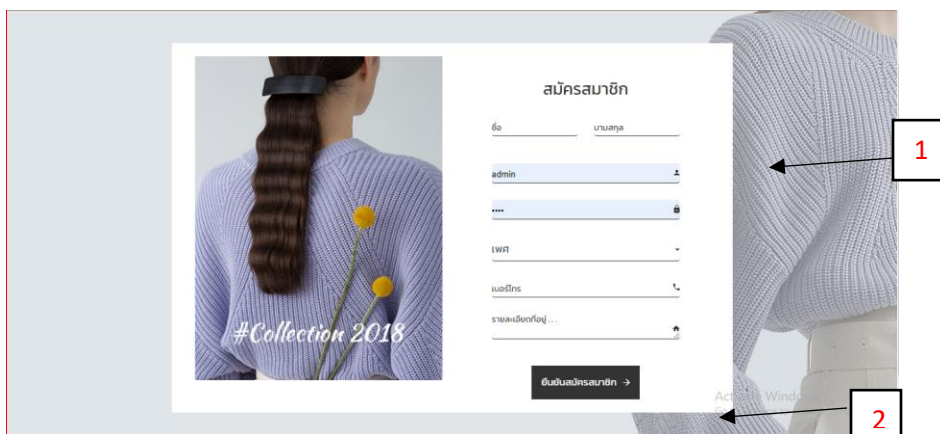 สมัครสมาชิก
ชื่อ นามสกุล
1
admin
••••
เพศ
เบอร์โทร
รายละเอียดที่อยู่ ...
#Collection 2018
ยืนยันสมัครสมาชิก →
2